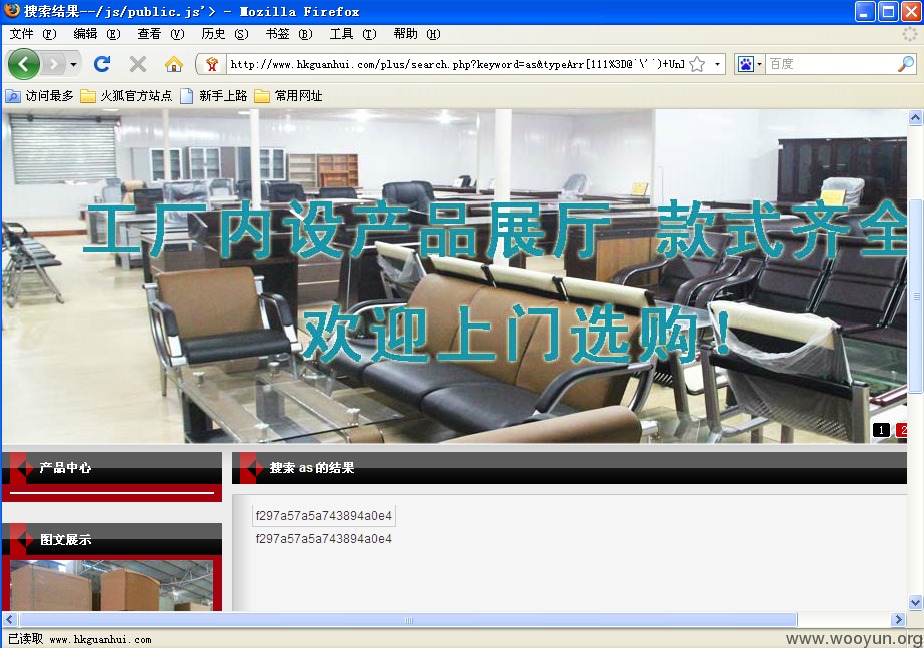 搜索结果--/js/public.js'> - Mozilla Firefox
文件 (F) 编辑 (E) 查看 (V) 历史 (S) 书签 (B) 工具 (T) 帮助 (H)
http://www.hkguanhui.com/plus/search.php?keyword=as&typeArr[111%3D@`\'`)+UnI
百度
访问最多 火狐官方站点 新手上路 常用网址
工厂内设产品展厅 款式齐全
欢迎上门选购!
1 2
产品中心
搜索 as 的结果
f297a57a5a743894a0e4
f297a57a5a743894a0e4
图文展示
已读取 www.hkguanhui.com
www.wooyun.org